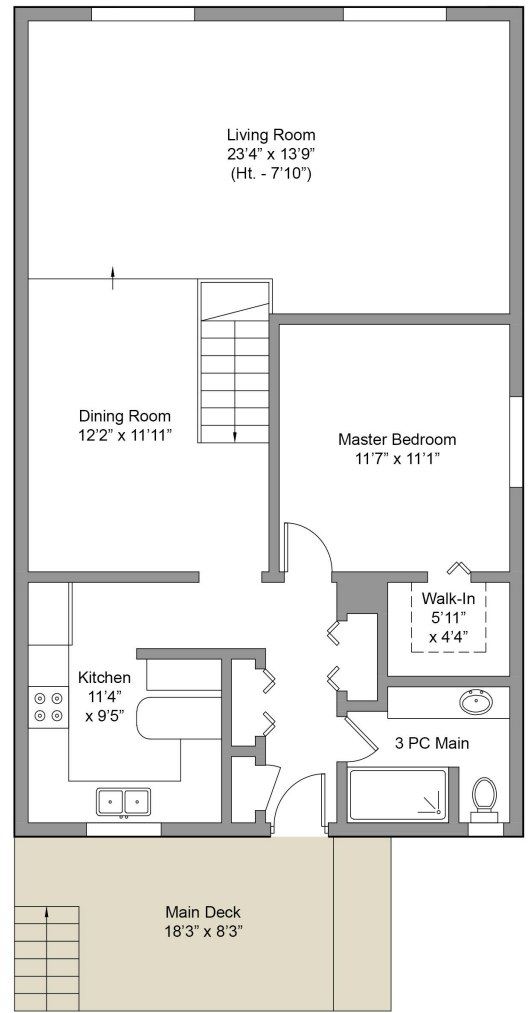 Living Room
23'4" x 13'9"
(Ht. - 7'10")
Dining Room
12'2" x 11'11"
Master Bedroom
11'7" x 11'1"
Walk-In
5'11"
x 4'4"
Kitchen
11'4"
x 9'5"
3 PC Main
Main Deck
18'3" x 8'3"